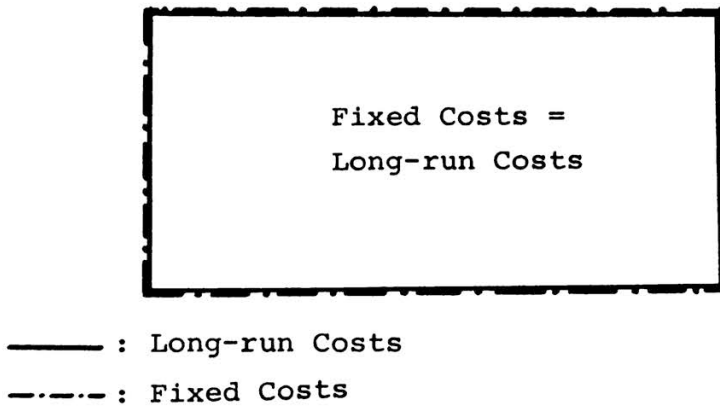 Fixed Costs =
Long-run Costs
: Long-run Costs
: Fixed Costs